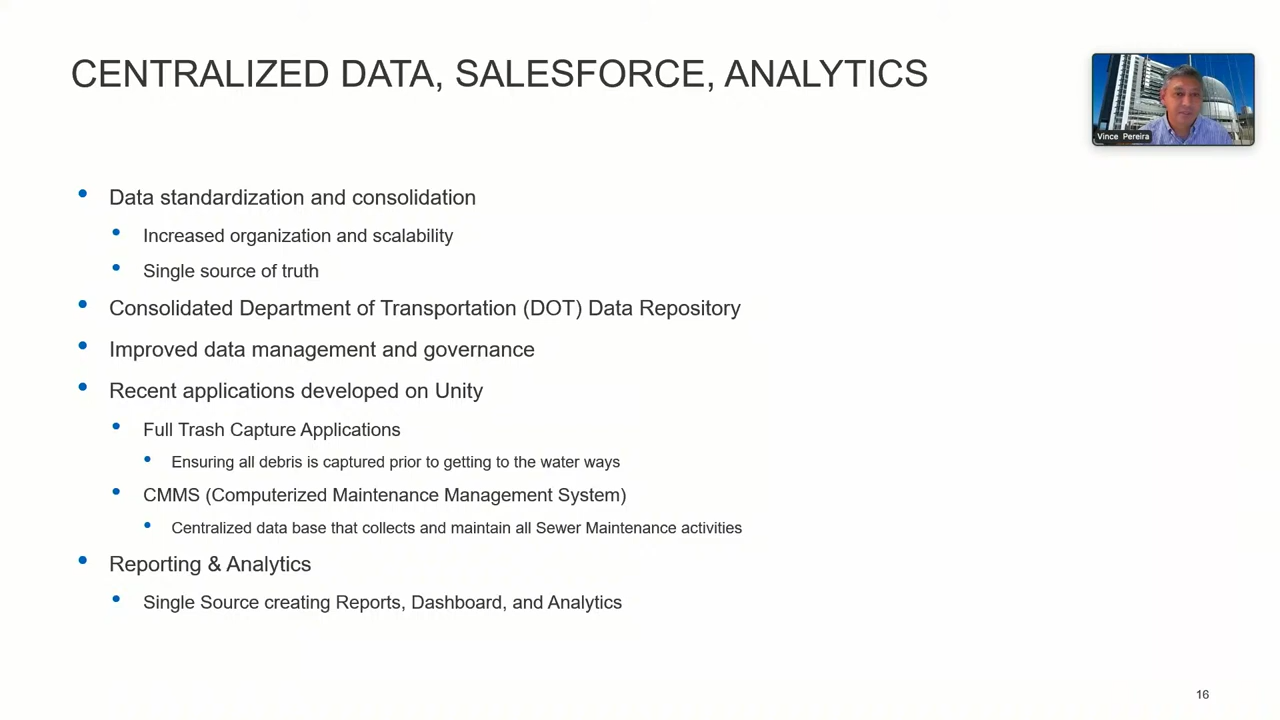 CENTRALIZED DATA, SALESFORCE, ANALYTICS
Vince Pereira
Data standardization and consolidation
Increased organization and scalability
Single source of truth
Consolidated Department of Transportation (DOT) Data Repository
Improved data management and governance
Recent applications developed on Unity
Full Trash Capture Applications
Ensuring all debris is captured prior to getting to the water ways
CMMS (Computerized Maintenance Management System)
Centralized data base that collects and maintain all Sewer Maintenance activities
Reporting & Analytics
Single Source creating Reports, Dashboard, and Analytics
16